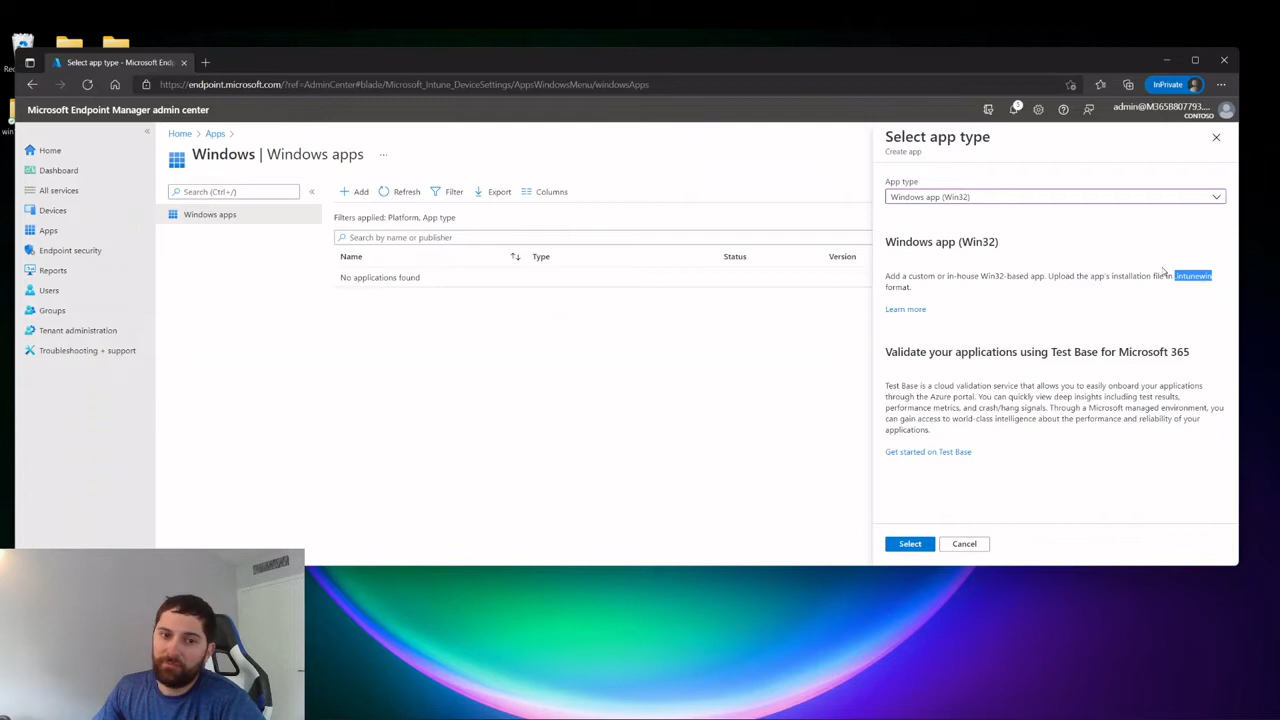 Select app type - Microsoft Endp
https://endpoint.microsoft.com/?ref=AdminCenter#blade/Microsoft_Intune_DeviceSettings/AppsWindowsMenu/windowsApps
InPrivate
Microsoft Endpoint Manager admin center
admin@M365B807793....
CONTOSO
Home
Dashboard
All services
Devices
Apps
Endpoint security
Reports
Users
Groups
Tenant administration
Troubleshooting + support
Home > Apps >
Windows | Windows apps ...
Search (Ctrl+/)
Windows apps
Add Refresh Filter Export Columns
Filters applied: Platform, App type
Search by name or publisher
Name Type Status Version
No applications found
Select app type
Create app
App type
Windows app (Win32)
Windows app (Win32)
Add a custom or in-house Win32-based app. Upload the app's installation file in .intunewin
format.
Learn more
Validate your applications using Test Base for Microsoft 365
Test Base is a cloud validation service that allows you to easily onboard your applications
through the Azure portal. You can quickly view deep insights including test results,
performance metrics, and crash/hang signals. Through a Microsoft managed environment, you
can gain access to world-class intelligence about the performance and reliability of your
applications.
Get started on Test Base
Select Cancel